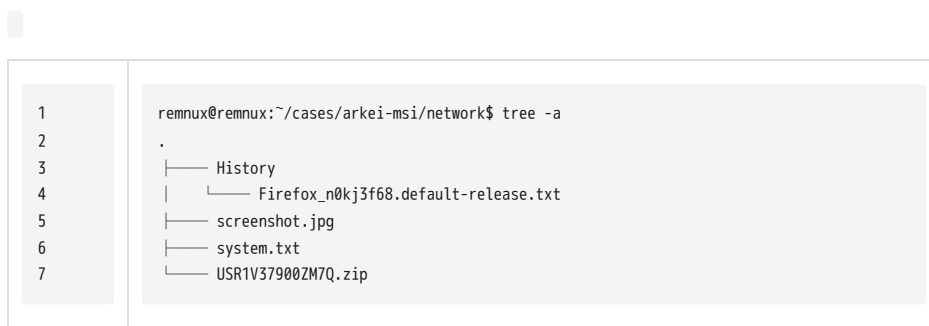 1 remnux@remnux:~/cases/arkei-msi/network$ tree -a
2 .
3 ├── History
4 │   └── Firefox_n0kj3f68.default-release.txt
5 ├── screenshot.jpg
6 ├── system.txt
7 └── USR1V37900ZM7Q.zip